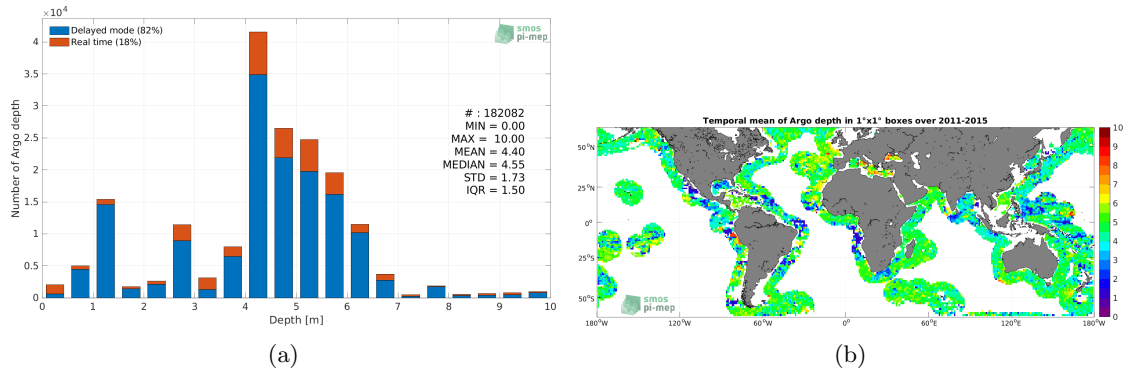 ×10⁴
Delayed mode (82%)
Real time (18%)
smos
pi-mep
# : 182082
MIN = 0.00
MAX = 10.00
MEAN = 4.40
MEDIAN = 4.55
STD = 1.73
IQR = 1.50
Number of Argo depth
4
3.5
3
2.5
2
1.5
1
0.5
0
0 1 2 3 4 5 6 7 8 9 10
Depth [m]
(a)
Temporal mean of Argo depth in 1°x1° boxes over 2011-2015
50°N
25°N
0°
25°S
50°S
180°W 120°W 60°W 0° 60°E 120°E 180°W
smos
pi-mep
10
9
8
7
6
5
4
3
2
1
0
(b)